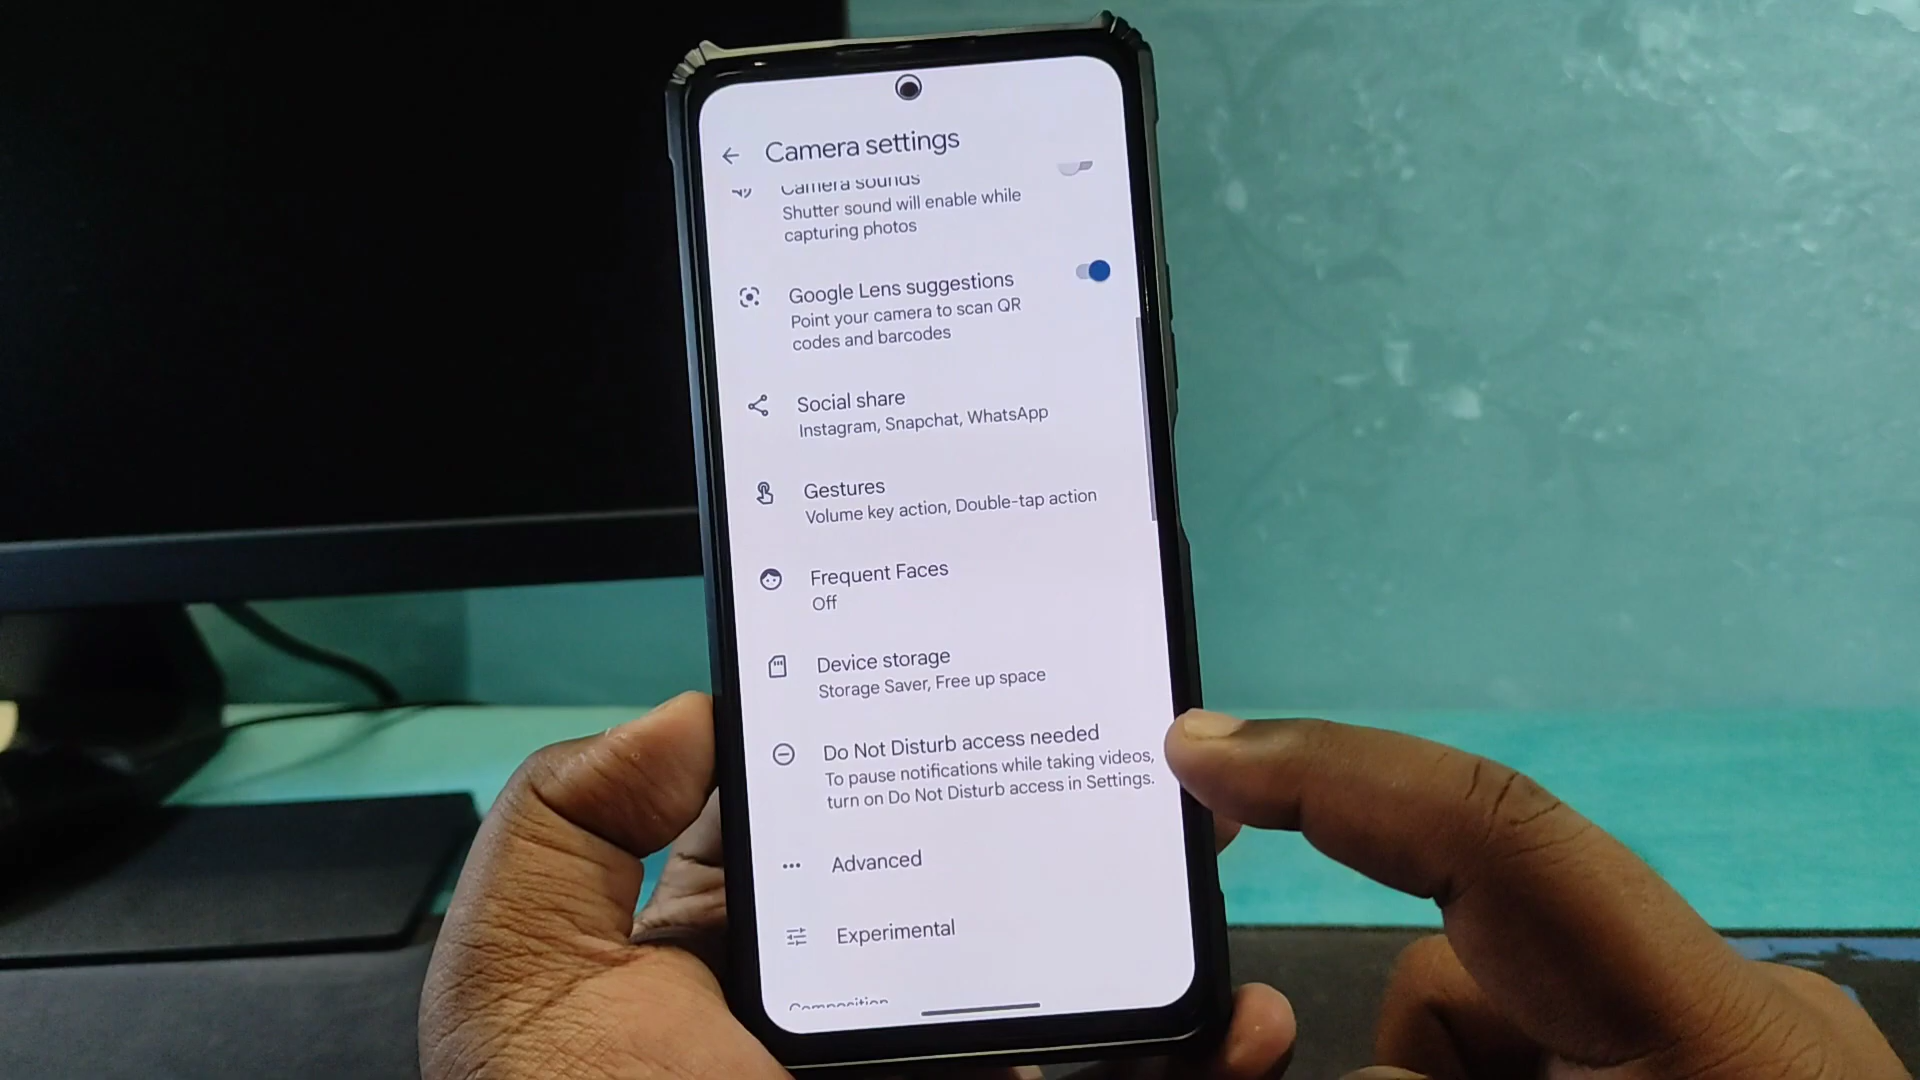 Camera settings
Camera sounds
Shutter sound will enable while
capturing photos
Google Lens suggestions
Point your camera to scan QR
codes and barcodes
Social share
Instagram, Snapchat, WhatsApp
Gestures
Volume key action, Double-tap action
Frequent Faces
Off
Device storage
Storage Saver, Free up space
Do Not Disturb access needed
To pause notifications while taking videos,
turn on Do Not Disturb access in Settings.
Advanced
Experimental
Composition